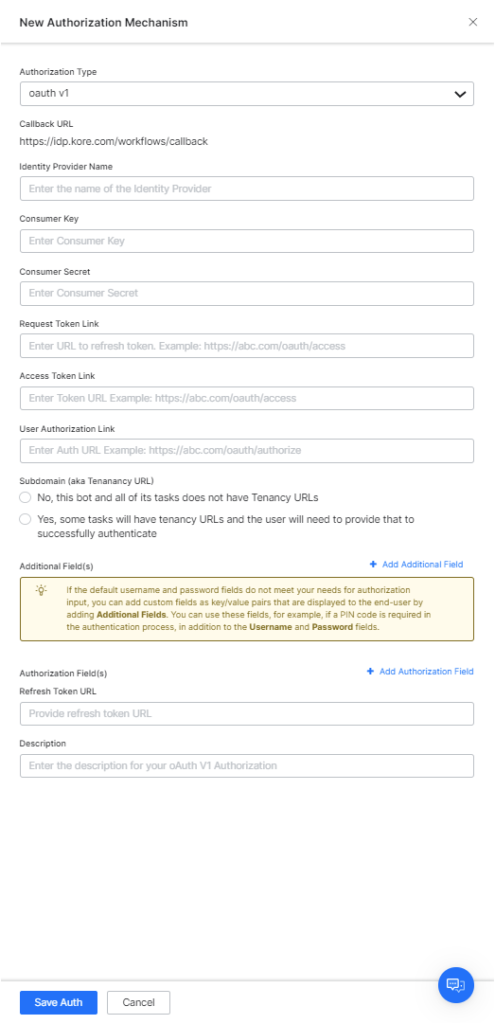 New Authorization Mechanism
Authorization Type
oauth v1
Callback URL
https://idp.kore.com/workflows/callback
Identity Provider Name
Enter the name of the Identity Provider
Consumer Key
Enter Consumer Key
Consumer Secret
Enter Consumer Secret
Request Token Link
Enter URL to refresh token. Example: https://abc.com/oauth/access
Access Token Link
Enter Token URL Example: https://abc.com/oauth/access
User Authorization Link
Enter Auth URL Example: https://abc.com/oauth/authorize
Subdomain (aka Tenanancy URL)
No, this bot and all of its tasks does not have Tenancy URLs
Yes, some tasks will have tenancy URLs and the user will need to provide that to
successfully authenticate
Additional Field(s)
+ Add Additional Field
If the default username and password fields do not meet your needs for authorization
input, you can add custom fields as key/value pairs that are displayed to the end-user by
adding Additional Fields. You can use these fields, for example, if a PIN code is required in
the authentication process, in addition to the Username and Password fields.
Authorization Field(s)
+ Add Authorization Field
Refresh Token URL
Provide refresh token URL
Description
Enter the description for your oAuth V1 Authorization
Save Auth
Cancel